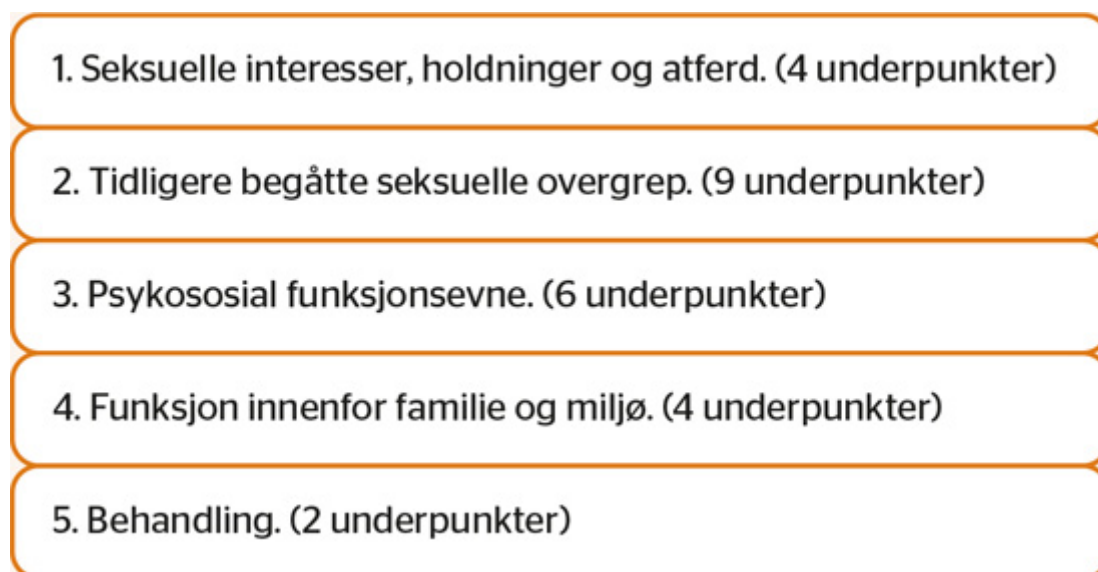 1. Seksuelle interesser, holdninger og atferd. (4 underpunkter)
2. Tidligere begåtte seksuelle overgrep. (9 underpunkter)
3. Psykososial funksjonsevne. (6 underpunkter)
4. Funksjon innenfor familie og miljø. (4 underpunkter)
5. Behandling. (2 underpunkter)